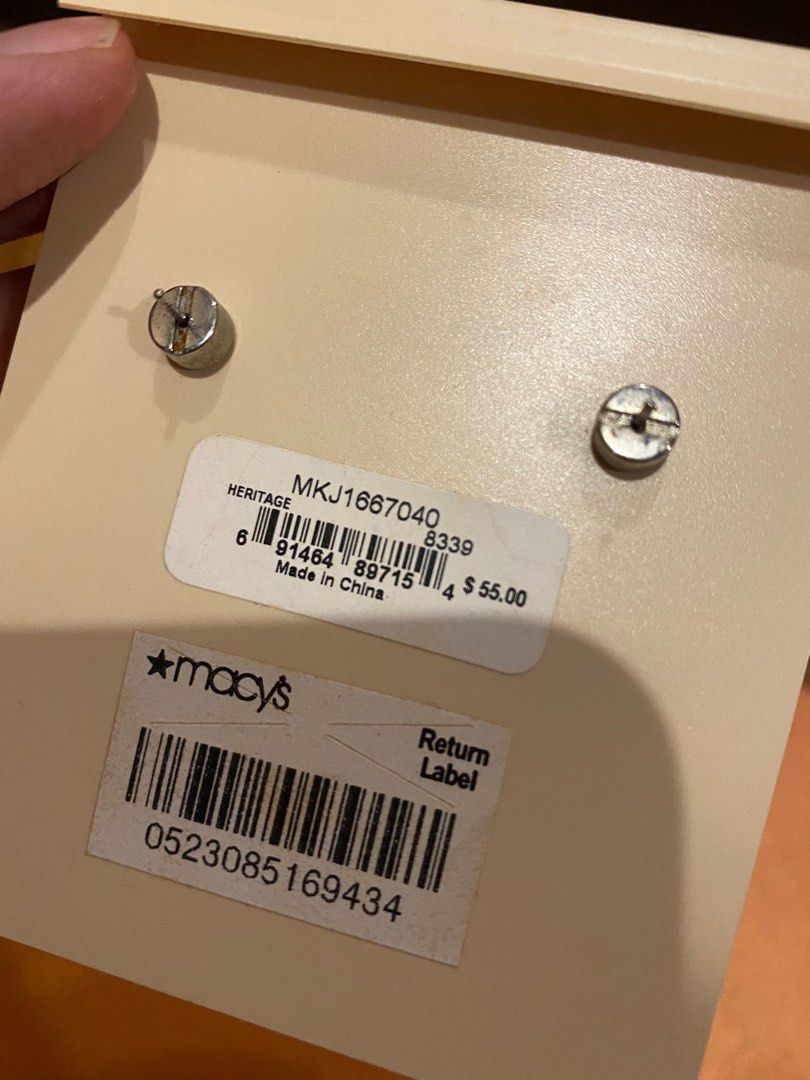 MKJ1667040
HERITAGE
8339
6 91464 89715 4 $ 55.00
Made in China
★macy's
Return
Label
0523085169434